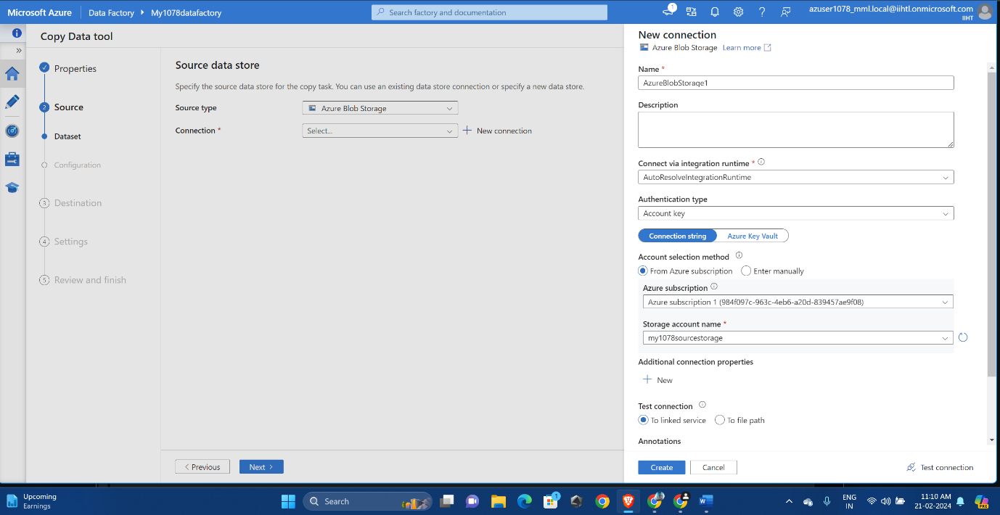 Microsoft Azure
Data Factory
My1078datafactory
Search factory and documentation
1
azuser1078_mml.local@iihtl.onmicrosoft.com
IIHT
Copy Data tool
Properties
2
Source
Dataset
Configuration
3
Destination
4
Settings
5
Review and finish
Source data store
Specify the source data store for the copy task. You can use an existing data store connection or specify a new data store.
Source type
Azure Blob Storage
Connection *
Select...
New connection
Previous
Next
New connection
Azure Blob Storage
Learn more
Name *
AzureBlobStorage1
Description
Connect via integration runtime *
AutoResolveIntegrationRuntime
Authentication type
Account key
Connection string
Azure Key Vault
Account selection method
From Azure subscription
Enter manually
Azure subscription
Azure subscription 1 (984f097c-963c-4eb6-a20d-839457ae9f08)
Storage account name *
my1078sourcestorage
Additional connection properties
New
Test connection
To linked service
To file path
Annotations
Create
Cancel
Test connection
Upcoming
Earnings
Search
1
ENG
IN
11:10 AM
21-02-2024
PRE